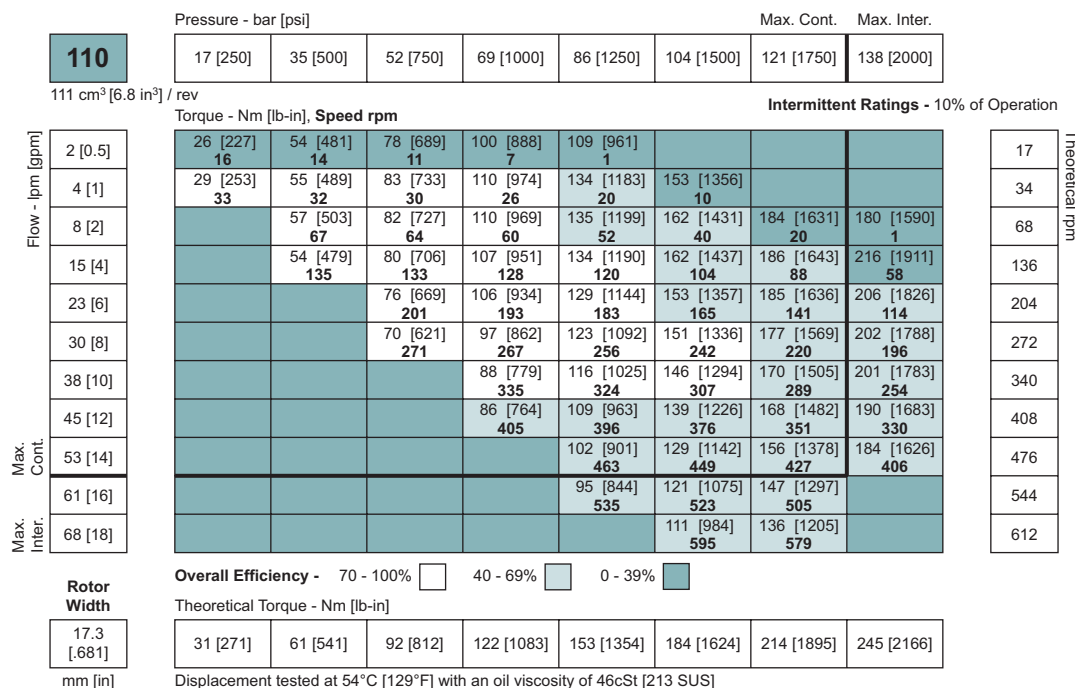 Pressure - bar [psi] Max. Cont. Max. Inter.
110 17 [250] 35 [500] 52 [750] 69 [1000] 86 [1250] 104 [1500] 121 [1750] 138 [2000]
111 cm³ [6.8 in³] / rev
Intermittent Ratings - 10% of Operation
Torque - Nm [lb-in], Speed rpm
Flow - lpm [gpm]
Theoretical rpm
2 [0.5] 26 [227] 54 [481] 78 [689] 100 [888] 109 [961] 17
16 14 11 7 1
4 [1] 29 [253] 55 [489] 83 [733] 110 [974] 134 [1183] 153 [1356] 34
33 32 30 26 20 10
8 [2] 57 [503] 82 [727] 110 [969] 135 [1199] 162 [1431] 184 [1631] 180 [1590] 68
67 64 60 52 40 20 1
15 [4] 54 [479] 80 [706] 107 [951] 134 [1190] 162 [1437] 186 [1643] 216 [1911] 136
135 133 128 120 104 88 58
23 [6] 76 [669] 106 [934] 129 [1144] 153 [1357] 185 [1636] 206 [1826] 204
201 193 183 165 141 114
30 [8] 70 [621] 97 [862] 123 [1092] 151 [1336] 177 [1569] 202 [1788] 272
271 267 256 242 220 196
38 [10] 88 [779] 116 [1025] 146 [1294] 170 [1505] 201 [1783] 340
335 324 307 289 254
45 [12] 86 [764] 109 [963] 139 [1226] 168 [1482] 190 [1683] 408
405 396 376 351 330
Max. Cont.
53 [14] 102 [901] 129 [1142] 156 [1378] 184 [1626] 476
463 449 427 406
61 [16] 95 [844] 121 [1075] 147 [1297] 544
535 523 505
Max. Inter.
68 [18] 111 [984] 136 [1205] 612
595 579
Overall Efficiency - 70 - 100% 40 - 69% 0 - 39%
Rotor
Width
Theoretical Torque - Nm [lb-in]
17.3
[.681]
31 [271] 61 [541] 92 [812] 122 [1083] 153 [1354] 184 [1624] 214 [1895] 245 [2166]
mm [in] Displacement tested at 54°C [129°F] with an oil viscosity of 46cSt [213 SUS]